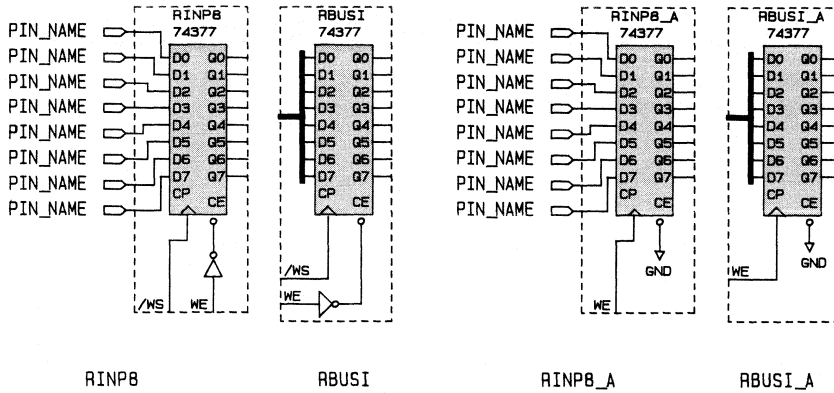 RINP8
74377
PIN_NAME
PIN_NAME
PIN_NAME
PIN_NAME
PIN_NAME
PIN_NAME
PIN_NAME
PIN_NAME
D0 Q0
D1 Q1
D2 Q2
D3 Q3
D4 Q4
D5 Q5
D6 Q6
D7 Q7
CP
CE
/WS
WE
RINP8
RBUSI
74377
D0 Q0
D1 Q1
D2 Q2
D3 Q3
D4 Q4
D5 Q5
D6 Q6
D7 Q7
CP
CE
/WS
WE
RBUSI
RINP8_A
74377
PIN_NAME
PIN_NAME
PIN_NAME
PIN_NAME
PIN_NAME
PIN_NAME
PIN_NAME
PIN_NAME
D0 Q0
D1 Q1
D2 Q2
D3 Q3
D4 Q4
D5 Q5
D6 Q6
D7 Q7
CP
CE
GND
WE
RINP8_A
RBUSI_A
74377
D0 Q0
D1 Q1
D2 Q2
D3 Q3
D4 Q4
D5 Q5
D6 Q6
D7 Q7
CP
CE
GND
WE
RBUSI_A